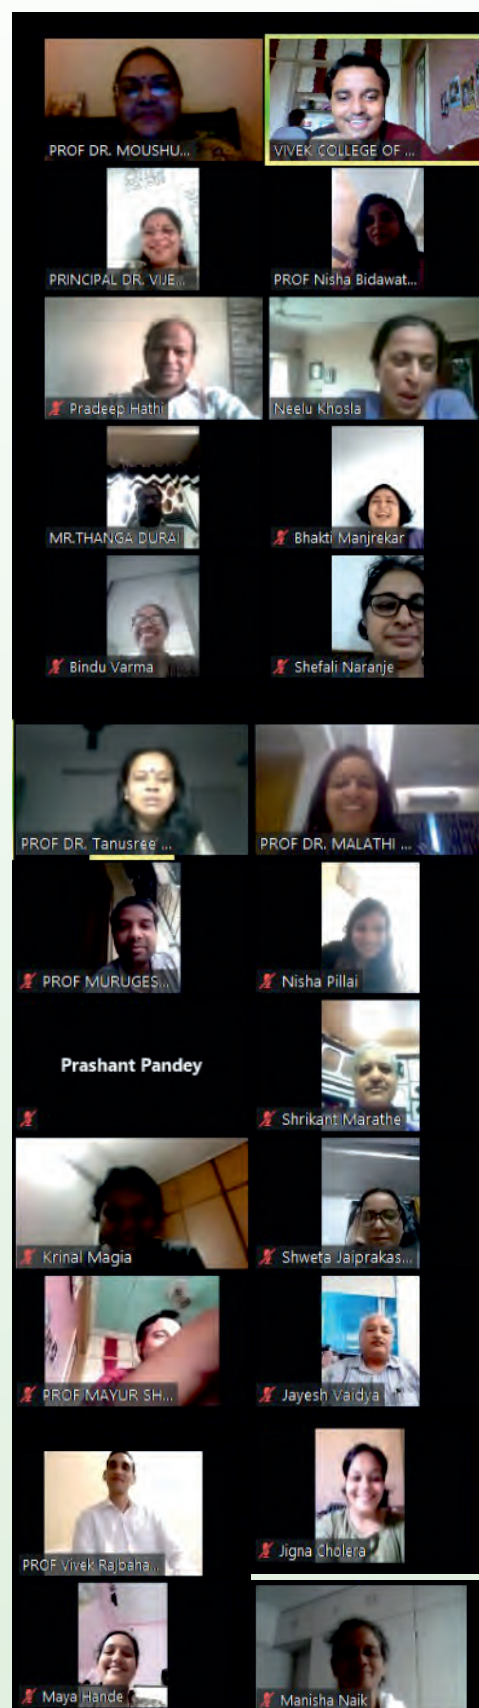 PROF DR. MOUSHU...
VIVEK COLLEGE OF ...
PRINCIPAL DR. VIJE...
PROF Nisha Bidawat...
Pradeep Hathi
Neelu Khosla
MR.THANGA DURAI
Bhakti Manjrekar
Bindu Varma
Shefali Naranje
PROF DR. Tanusree ...
PROF DR. MALATHI ...
PROF MURUGES...
Nisha Pillai
Prashant Pandey
Shrikant Marathe
Krinal Magia
Shweta Jaiprakas...
PROF MAYUR SH...
Jayesh Vaidya
PROF Vivek Rajbaha...
Jigna Cholera
Maya Hande
Manisha Naik